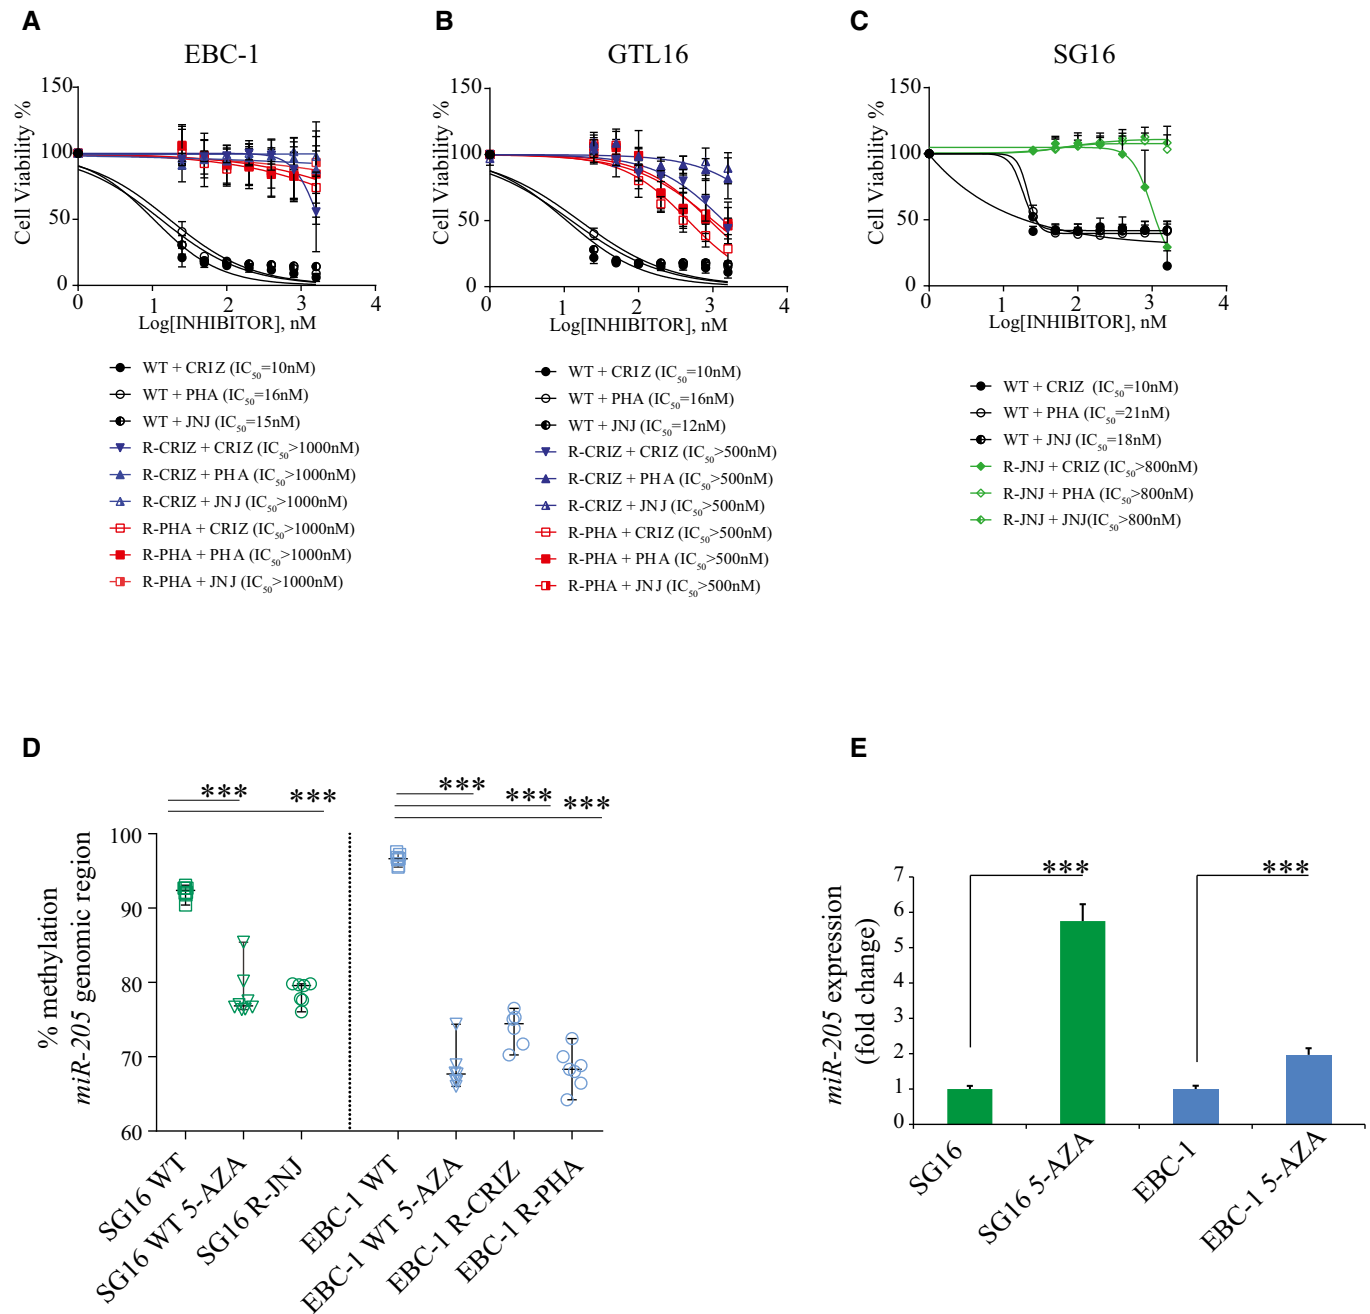 A
EBC-1
150
100
50
0
Cell Viability %
0 1 2 3 4
Log[INHIBITOR], nM
WT + CRIZ (IC50=10nM)
WT + PHA (IC50=16nM)
WT + JNJ (IC50=15nM)
R-CRIZ + CRIZ (IC50>1000nM)
R-CRIZ + PHA (IC50>1000nM)
R-CRIZ + JNJ (IC50>1000nM)
R-PHA + CRIZ (IC50>1000nM)
R-PHA + PHA (IC50>1000nM)
R-PHA + JNJ (IC50>1000nM)
B
GTL16
150
100
50
0
Cell Viability %
0 1 2 3 4
Log[INHIBITOR], nM
WT + CRIZ (IC50=10nM)
WT + PHA (IC50=16nM)
WT + JNJ (IC50=12nM)
R-CRIZ + CRIZ (IC50>500nM)
R-CRIZ + PHA (IC50>500nM)
R-CRIZ + JNJ (IC50>500nM)
R-PHA + CRIZ (IC50>500nM)
R-PHA + PHA (IC50>500nM)
R-PHA + JNJ (IC50>500nM)
C
SG16
150
100
50
0
Cell Viability %
0 1 2 3 4
Log[INHIBITOR], nM
WT + CRIZ (IC50=10nM)
WT + PHA (IC50=21nM)
WT + JNJ (IC50=18nM)
R-JNJ + CRIZ (IC50>800nM)
R-JNJ + PHA (IC50>800nM)
R-JNJ + JNJ(IC50>800nM)
D
*** *** *** *** ***
100
90
80
70
60
% methylation
miR-205 genomic region
SG16 WT
SG16 WT 5-AZA
SG16 R-JNJ
EBC-1 WT
EBC-1 WT 5-AZA
EBC-1 R-CRIZ
EBC-1 R-PHA
E
*** ***
7
6
5
4
3
2
1
0
miR-205 expression
(fold change)
SG16
SG16 5-AZA
EBC-1
EBC-1 5-AZA